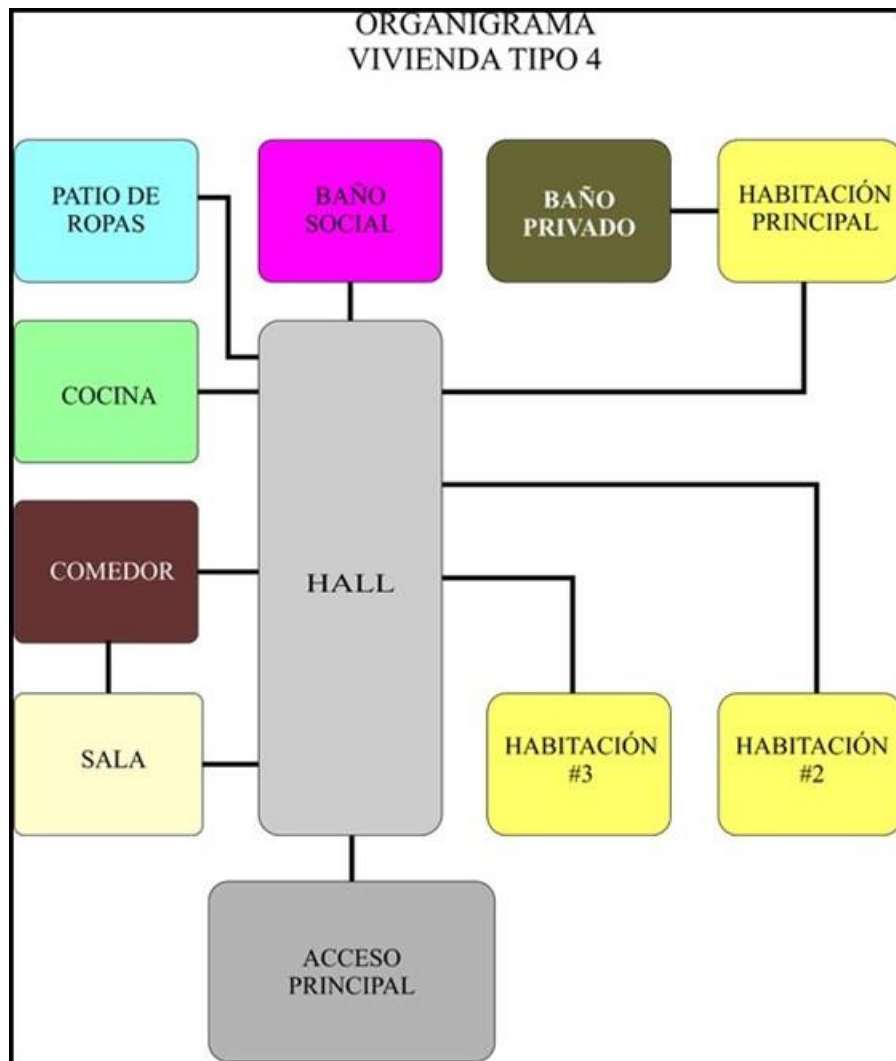 ORGANIGRAMA
VIVIENDA TIPO 4
PATIO DE
ROPAS
BAÑO
SOCIAL
BAÑO
PRIVADO
HABITACIÓN
PRINCIPAL
COCINA
COMEDOR
HALL
SALA
HABITACIÓN
#3
HABITACIÓN
#2
ACCESO
PRINCIPAL